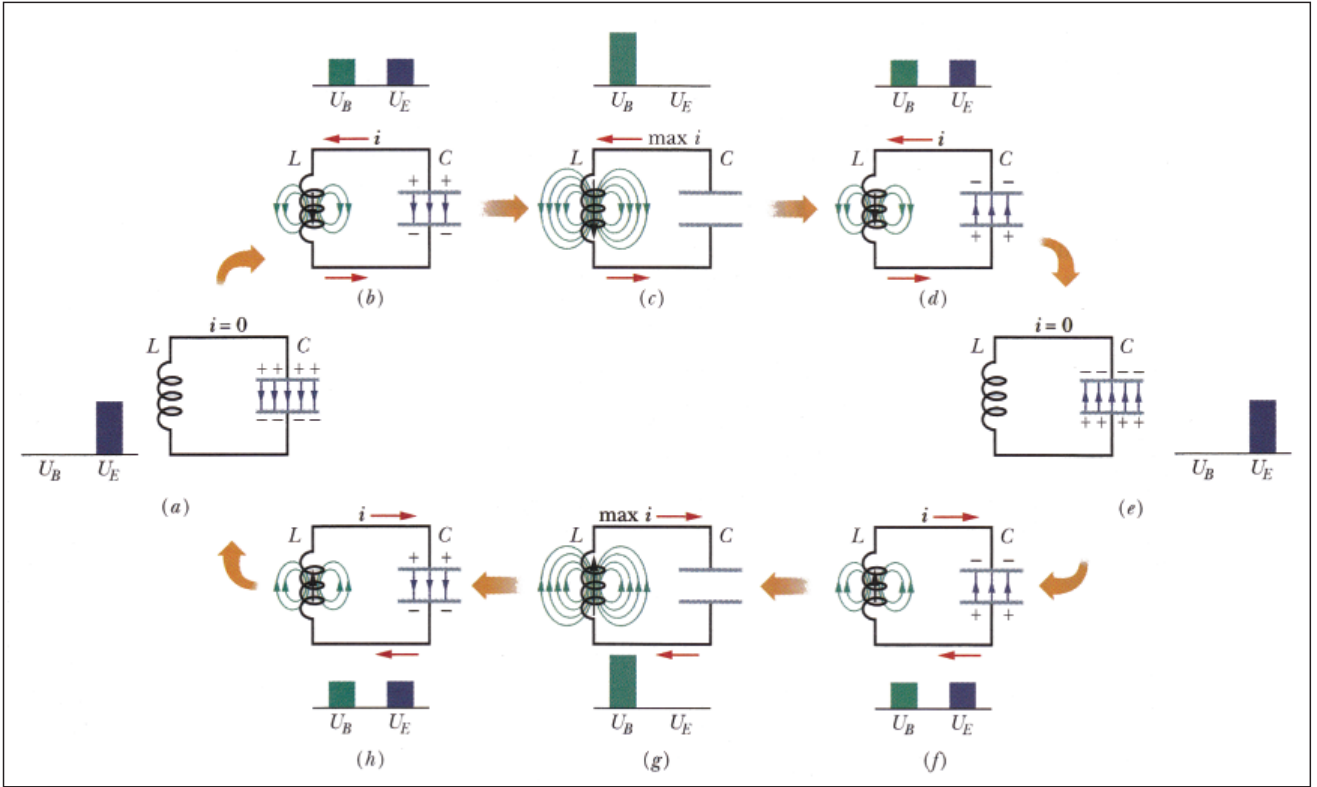 U_B U_E
i
L C
+ +
− −
(b)
U_B U_E
max i
L C
(c)
U_B U_E
i
L C
− −
+ +
(d)
i = 0
L C
+ + + +
− − − −
U_B U_E
(a)
i = 0
L C
− − − −
+ + + +
U_B U_E
(e)
i
L C
+ +
− −
U_B U_E
(h)
max i
L C
U_B U_E
(g)
i
L C
− −
+ +
U_B U_E
(f)